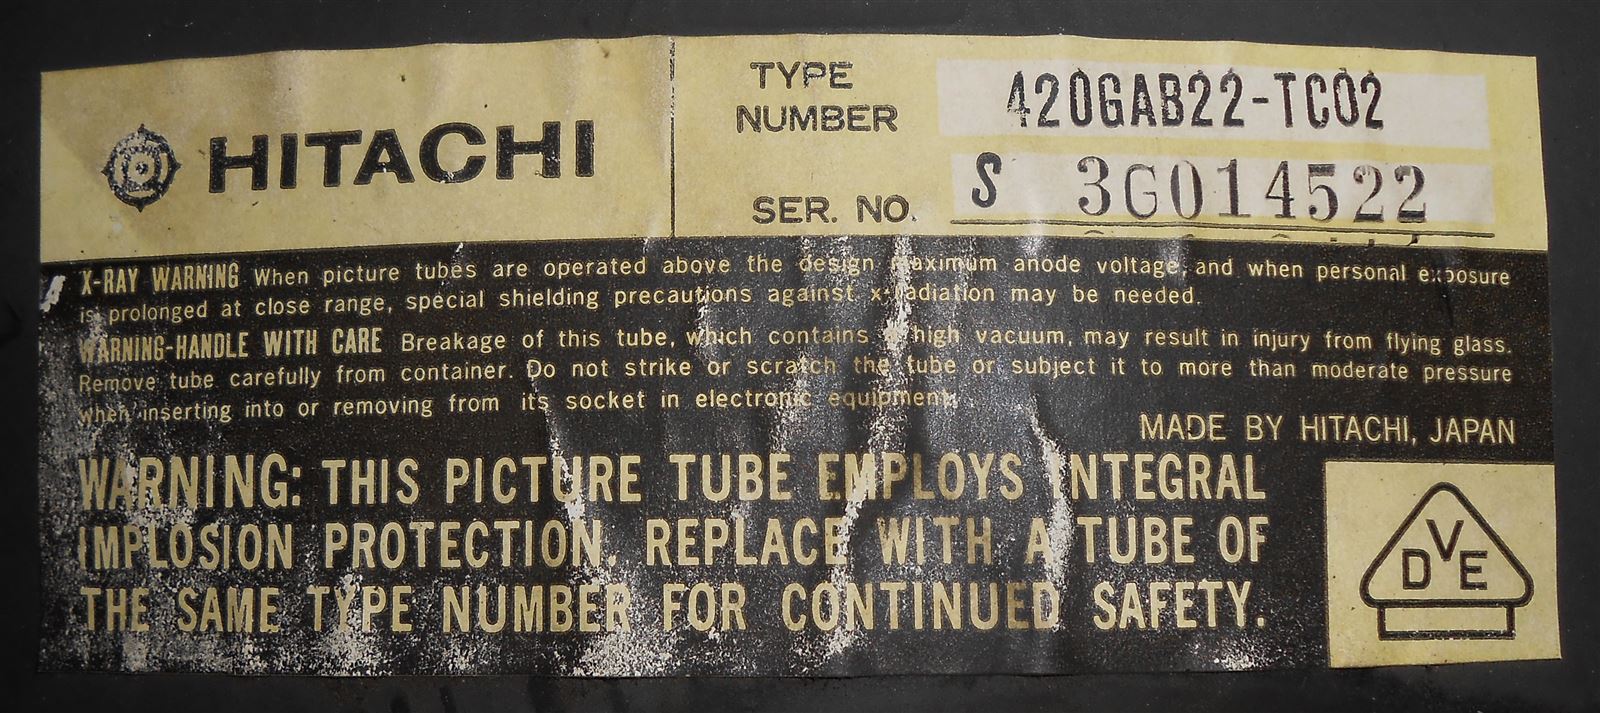 HITACHI
TYPE NUMBER 420GAB22-TC02
SER. NO. S 3G014522
X-RAY WARNING When picture tubes are operated above the design maximum anode voltage, and when personal exposure
is prolonged at close range, special shielding precautions against x-radiation may be needed.
WARNING-HANDLE WITH CARE Breakage of this tube, which contains a high vacuum, may result in injury from flying glass.
Remove tube carefully from container. Do not strike or scratch the tube or subject it to more than moderate pressure
when inserting into or removing from its socket in electronic equipment.
MADE BY HITACHI, JAPAN
WARNING: THIS PICTURE TUBE EMPLOYS INTEGRAL
IMPLOSION PROTECTION. REPLACE WITH A TUBE OF
THE SAME TYPE NUMBER FOR CONTINUED SAFETY.
DVE